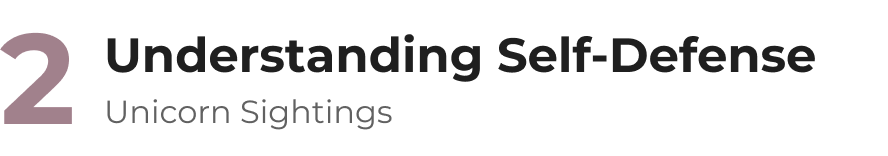 2 Understanding Self-Defense
Unicorn Sightings